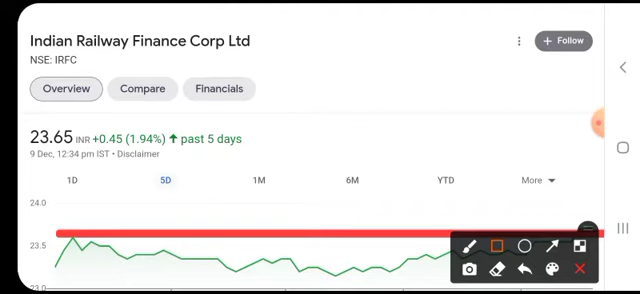 Indian Railway Finance Corp Ltd
+ Follow
NSE: IRFC
Overview Compare Financials
23.65 INR +0.45 (1.94%) ↑ past 5 days
9 Dec, 12:34 pm IST • Disclaimer
1D 5D 1M 6M YTD More
24.0
23.5
23.0